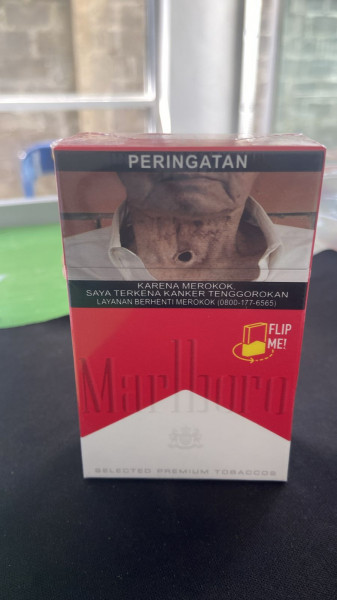 PERINGATAN
KARENA MEROKOK,
SAYA TERKENA KANKER TENGGOROKAN
LAYANAN BERHENTI MEROKOK (0800-177-6565)
FLIP
ME!
Marlboro
SELECTED PREMIUM TOBACCOS